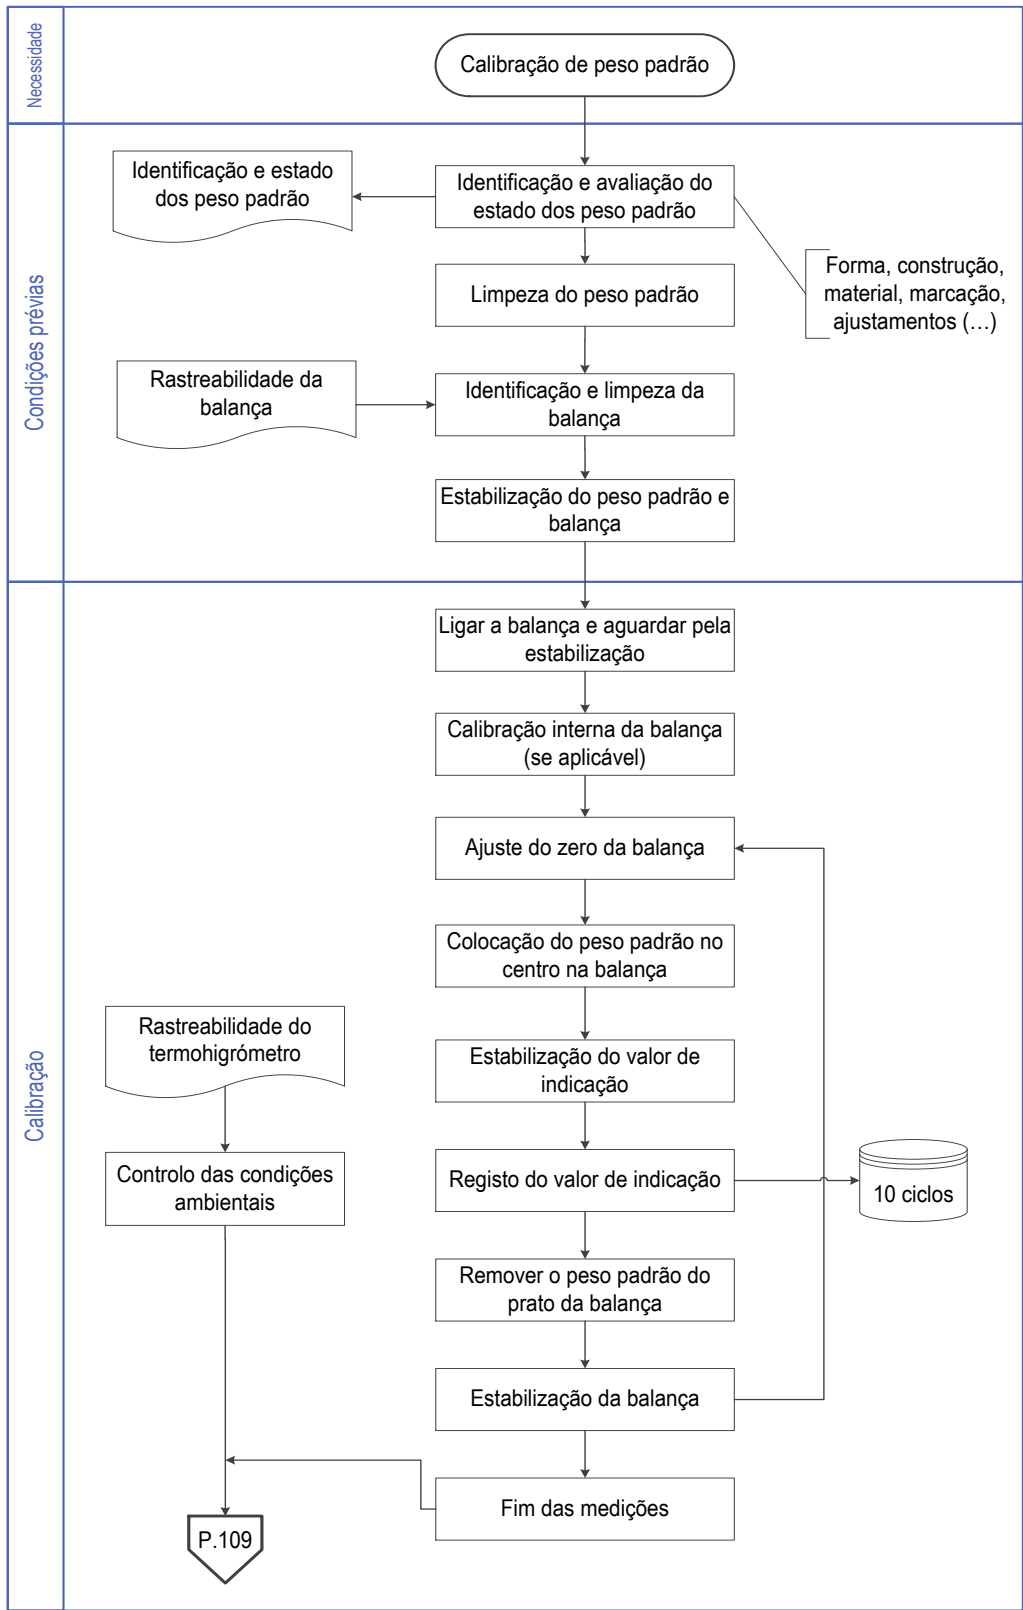 Necessidade
Calibração de peso padrão
Condições prévias
Identificação e estado
dos peso padrão
Identificação e avaliação do
estado dos peso padrão
Forma, construção,
material, marcação,
ajustamentos (…)
Limpeza do peso padrão
Rastreabilidade da
balança
Identificação e limpeza da
balança
Estabilização do peso padrão e
balança
Calibração
Ligar a balança e aguardar pela
estabilização
Calibração interna da balança
(se aplicável)
Ajuste do zero da balança
Colocação do peso padrão no
centro na balança
Rastreabilidade do
termohigrómetro
Estabilização do valor de
indicação
Controlo das condições
ambientais
Registo do valor de indicação
10 ciclos
Remover o peso padrão do
prato da balança
Estabilização da balança
Fim das medições
P.109